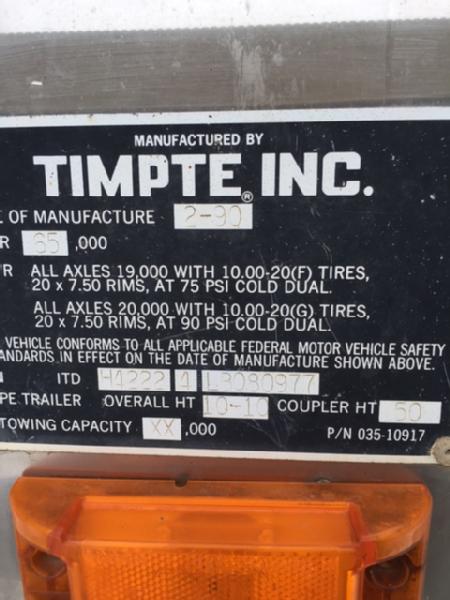 MANUFACTURED BY
TIMPTE® INC.
E OF MANUFACTURE 2-90
R 65 ,000
R ALL AXLES 19,000 WITH 10.00-20(F) TIRES,
20 x 7.50 RIMS, AT 75 PSI COLD DUAL.
ALL AXLES 20,000 WITH 10.00-20(G) TIRES,
20 x 7.50 RIMS, AT 90 PSI COLD DUAL
VEHICLE CONFORMS TO ALL APPLICABLE FEDERAL MOTOR VEHICLE SAFETY
ANDARDS IN EFFECT ON THE DATE OF MANUFACTURE SHOWN ABOVE.
N 1TD H4222 1 LB080977
PE TRAILER OVERALL HT 10-10 COUPLER HT 50
TOWING CAPACITY XX ,000 P/N 035-10917